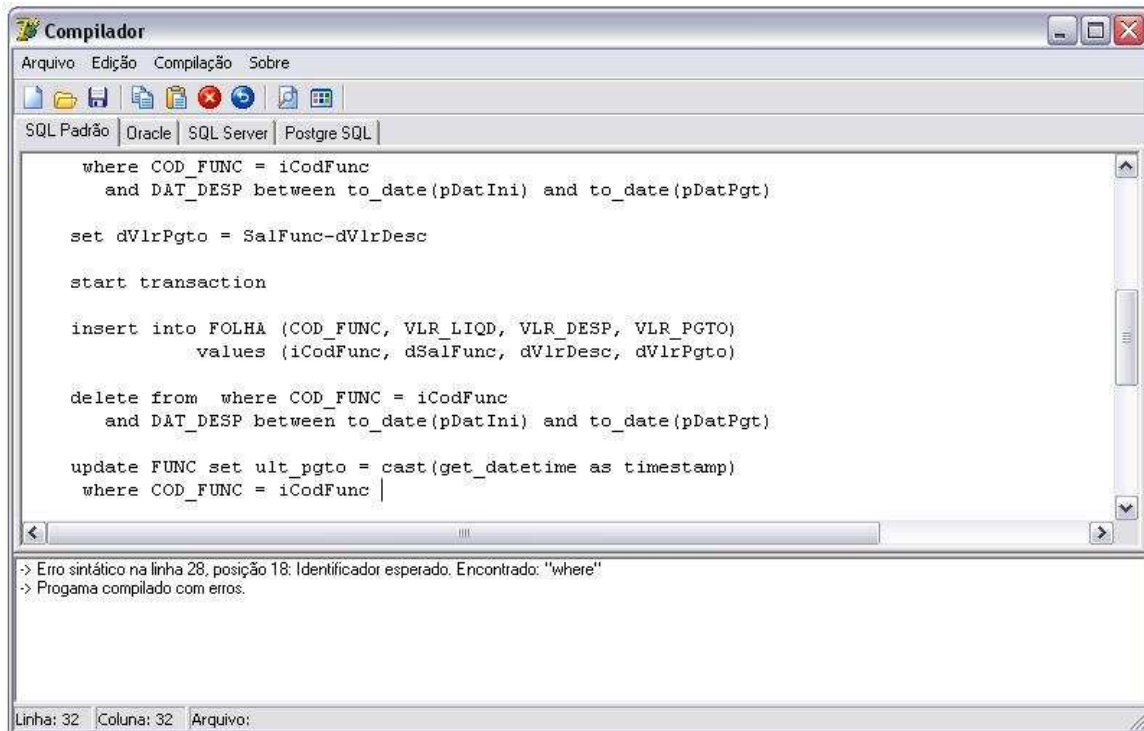 Compilador
Arquivo Edição Compilação Sobre
SQL Padrão Oracle SQL Server Postgre SQL
where COD_FUNC = iCodFunc
and DAT_DESP between to_date(pDatIni) and to_date(pDatPgt)
set dVlrPgto = SalFunc-dVlrDesc
start transaction
insert into FOLHA (COD_FUNC, VLR_LIQD, VLR_DESP, VLR_PGTO)
values (iCodFunc, dSalFunc, dVlrDesc, dVlrPgto)
delete from where COD_FUNC = iCodFunc
and DAT_DESP between to_date(pDatIni) and to_date(pDatPgt)
update FUNC set ult_pgto = cast(get_datetime as timestamp)
where COD_FUNC = iCodFunc
-> Erro sintático na linha 28, posição 18: Identificador esperado. Encontrado: "where"
-> Progama compilado com erros.
Linha: 32 Coluna: 32 Arquivo: